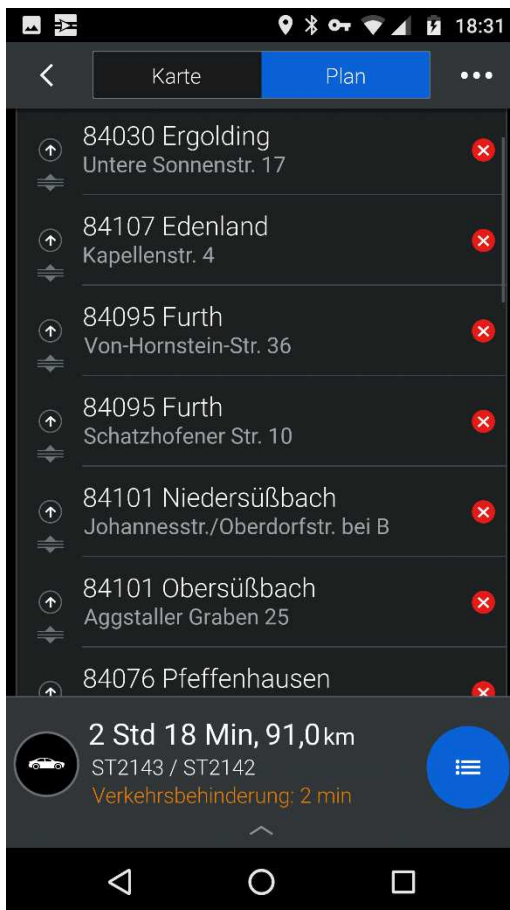 18:31
Karte
Plan
84030 Ergolding
Untere Sonnenstr. 17
84107 Edenland
Kapellenstr. 4
84095 Furth
Von-Hornstein-Str. 36
84095 Furth
Schatzhofener Str. 10
84101 Niedersüßbach
Johannesstr./Oberdorfstr. bei B
84101 Obersüßbach
Aggstaller Graben 25
84076 Pfeffenhausen
2 Std 18 Min, 91,0 km
ST2143 / ST2142
Verkehrsbehinderung: 2 min